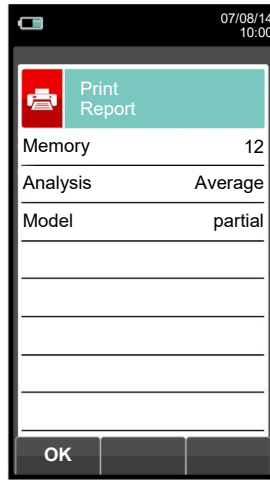 07/08/14
10:00
Print
Report
Memory 12
Analysis Average
Model partial
OK